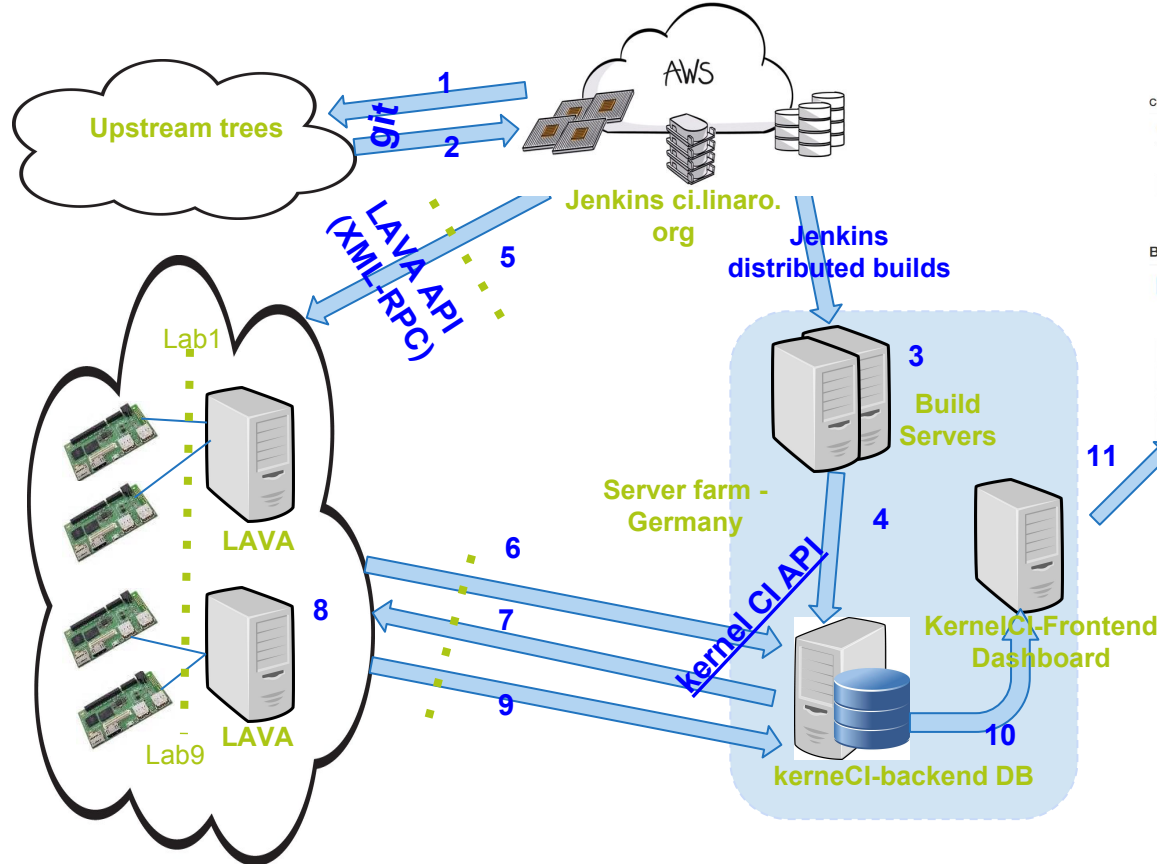 AWS
1
git
2
Upstream trees
Jenkins ci.linaro.
org
LAVA API
(XML-RPC)
5
Jenkins
distributed builds
C
B
Lab1
3
Build
Servers
11
Server farm -
Germany
4
LAVA
6
kernel CI API
8
7
KernelCI-Frontend
Dashboard
9
10
LAVA
Lab9
kerneCI-backend DB